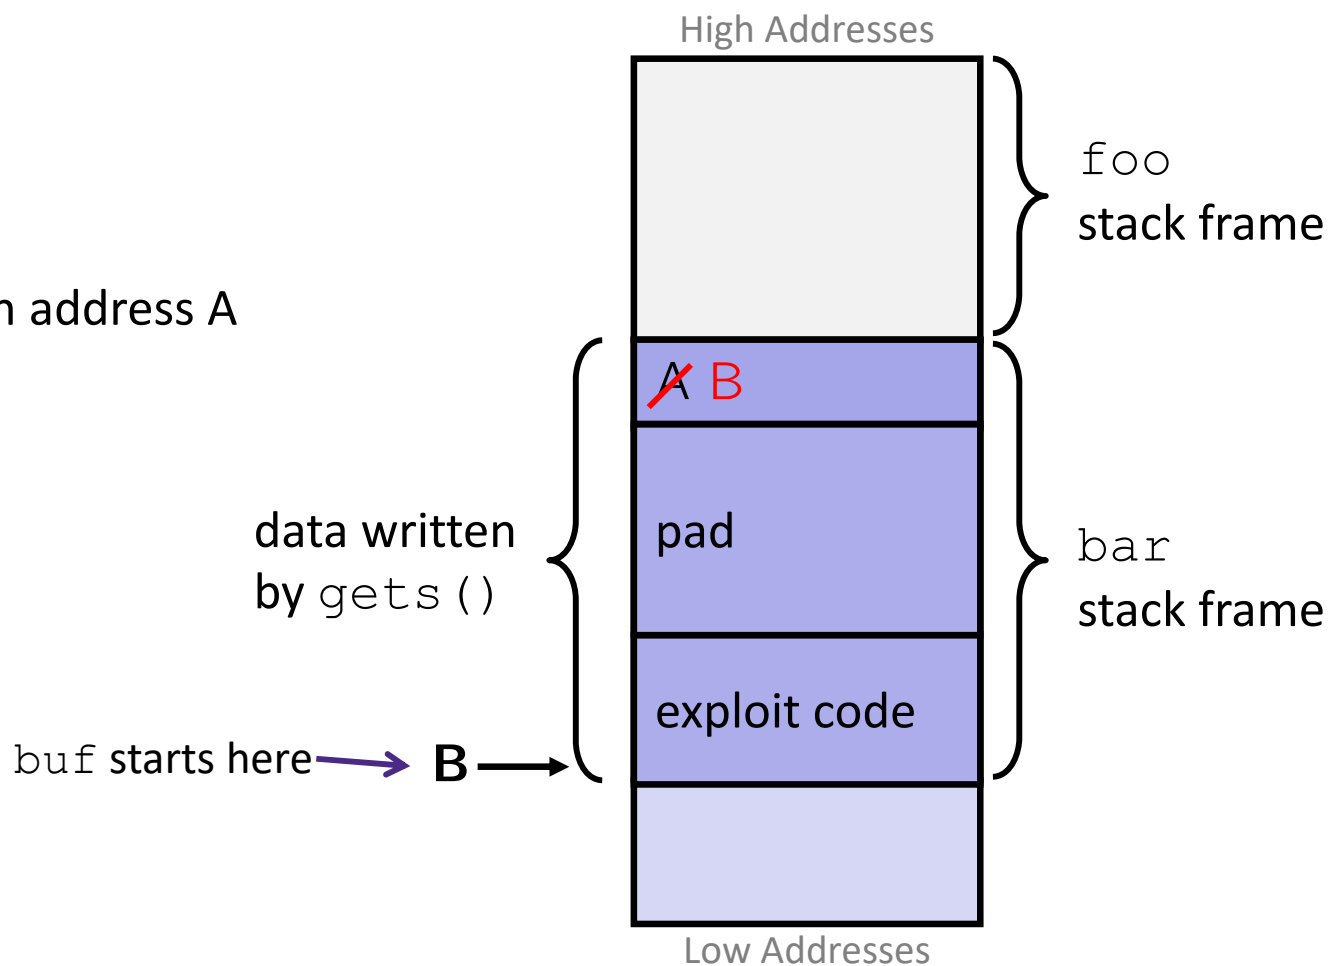 High Addresses
foo
stack frame
address A
A B
data written
by gets()
pad
bar
stack frame
exploit code
buf starts here
B
Low Addresses